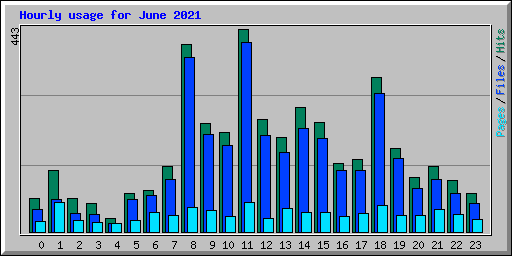 Hourly usage for June 2021
443
Pages / Files / Hits
0 1 2 3 4 5 6 7 8 9 10 11 12 13 14 15 16 17 18 19 20 21 22 23